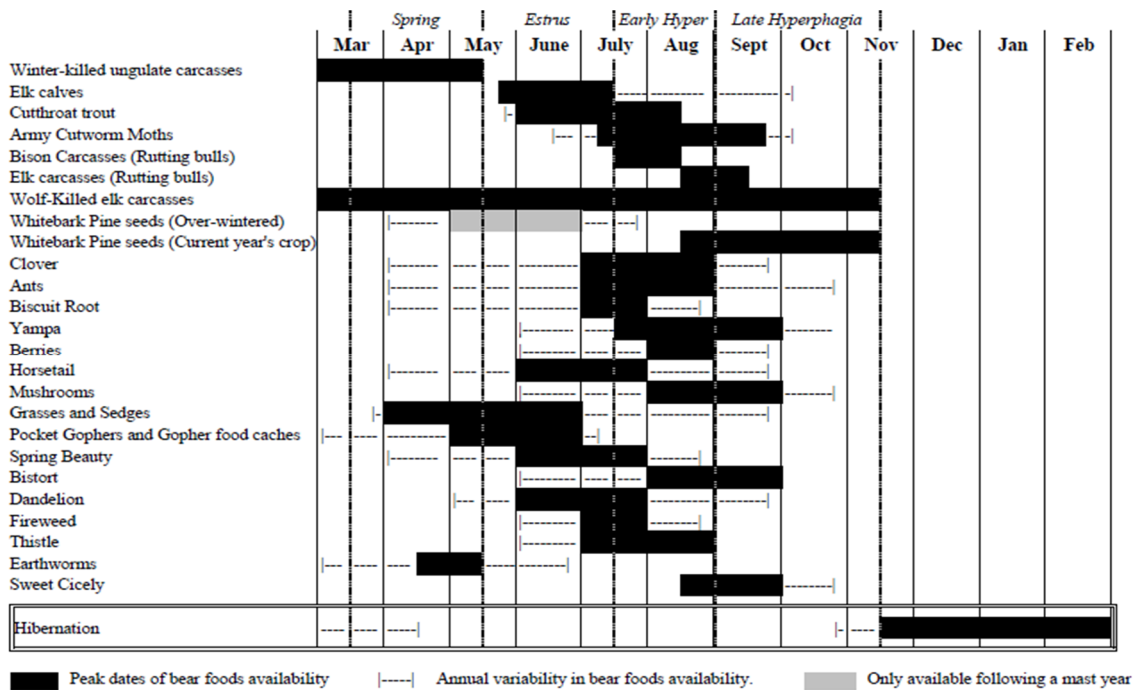 Spring Estrus Early Hyper Late Hyperphagia
Mar Apr May June July Aug Sept Oct Nov Dec Jan Feb
Winter-killed ungulate carcasses
Elk calves
Cutthroat trout
Army Cutworm Moths
Bison Carcasses (Rutting bulls)
Elk carcasses (Rutting bulls)
Wolf-Killed elk carcasses
Whitebark Pine seeds (Over-wintered)
Whitebark Pine seeds (Current year's crop)
Clover
Ants
Biscuit Root
Yampa
Berries
Horsetail
Mushrooms
Grasses and Sedges
Pocket Gophers and Gopher food caches
Spring Beauty
Bistort
Dandelion
Fireweed
Thistle
Earthworms
Sweet Cicely
Hibernation
Peak dates of bear foods availability |-----| Annual variability in bear foods availability. Only available following a mast year